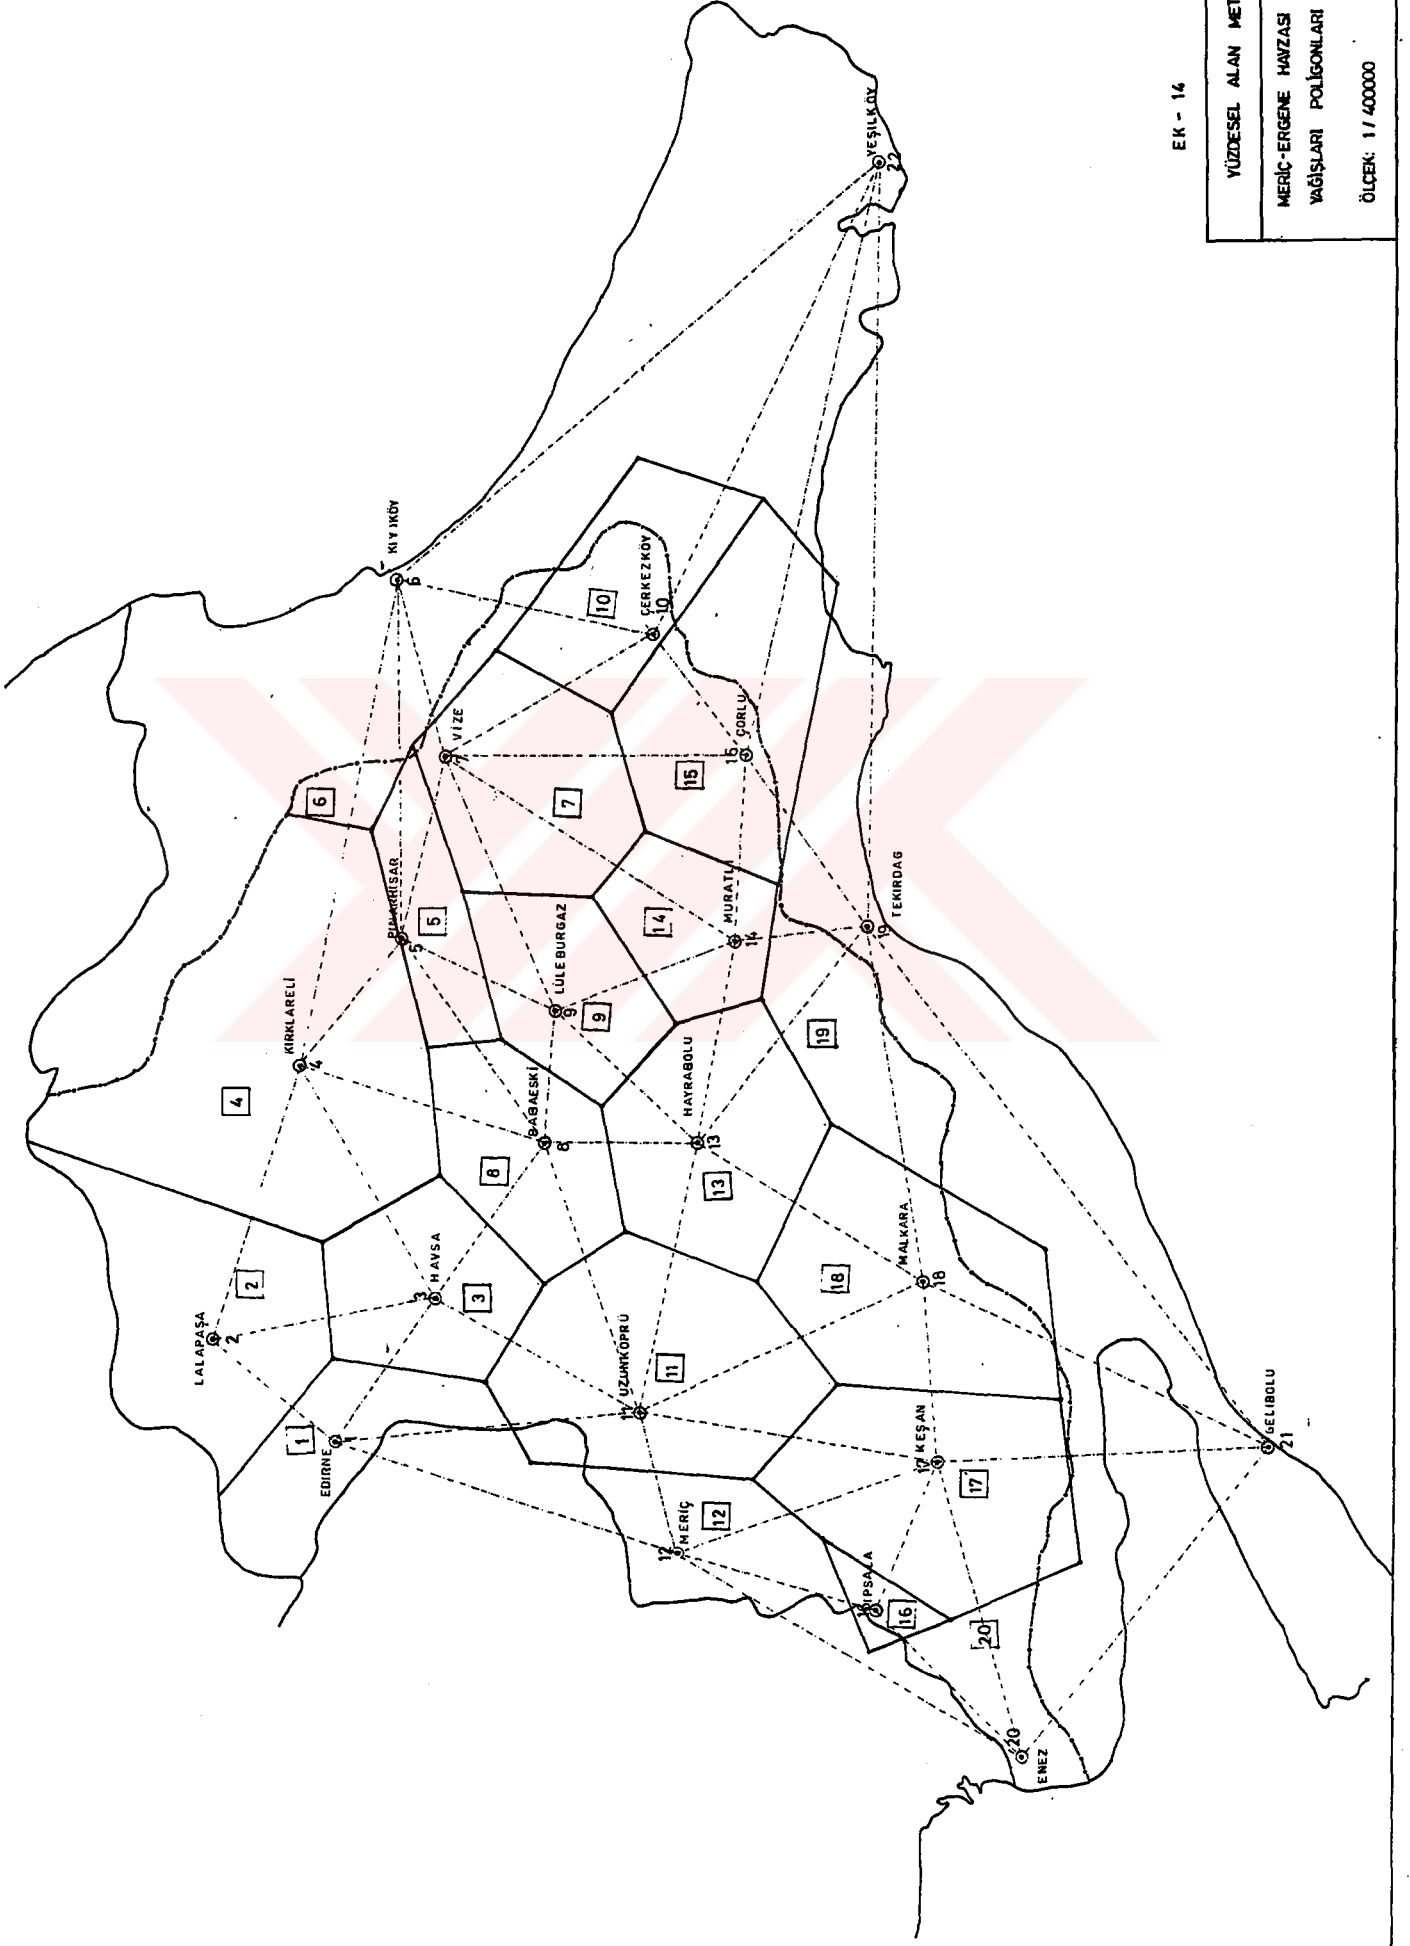 EK - 14
YÜZDESEL ALAN MET
MERİÇ-ERGENE HAVZASI
YAĞIŞLARI POLİGONLARI
ÖLÇEK: 1 / 400000
EDİRNE
1
1
LALAPAŞA
2
2
HAVSA
3
3
KIRKLARELİ
4
4
PINARHİSAR
5
5
KIYIKÖY
6
6
VİZE
7
7
BABAESKİ
8
8
LÜLEBURGAZ
9
9
ÇERKEZKÖY
10
10
UZUNKÖPRÜ
11
11
MERİÇ
12
12
HAYRABOLU
13
13
MURATLI
14
14
ÇORLU
15
15
İPSALA
16
16
KEŞAN
17
17
MALKARA
18
18
TEKİRDAG
19
19
ENEZ
20
20
GELİBOLU
21
YEŞİLKÖY
22